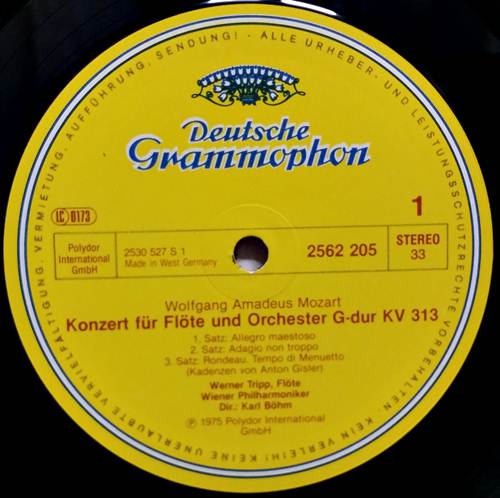 VERMIETUNG, AUFFÜHRUNG, SENDUNG! · ALLE URHEBER- UND LEISTUNGSSCHUTZRECHTE VORBEHALTEN. KEIN VERLEIH! KEINE UNERLAUBTE VERVIELFÄLTIGUNG,
Deutsche
Grammophon
LC 0173
1
Polydor
International
GmbH
2530 527 S 1
Made in West Germany
2562 205
STEREO
33
Wolfgang Amadeus Mozart
Konzert für Flöte und Orchester G-dur KV 313
1. Satz: Allegro maestoso
2. Satz: Adagio non troppo
3. Satz: Rondeau. Tempo di Menuetto
(Kadenzen von Anton Gisler)
Werner Tripp, Flöte
Wiener Philharmoniker
Dir.: Karl Böhm
℗ 1975 Polydor International
GmbH